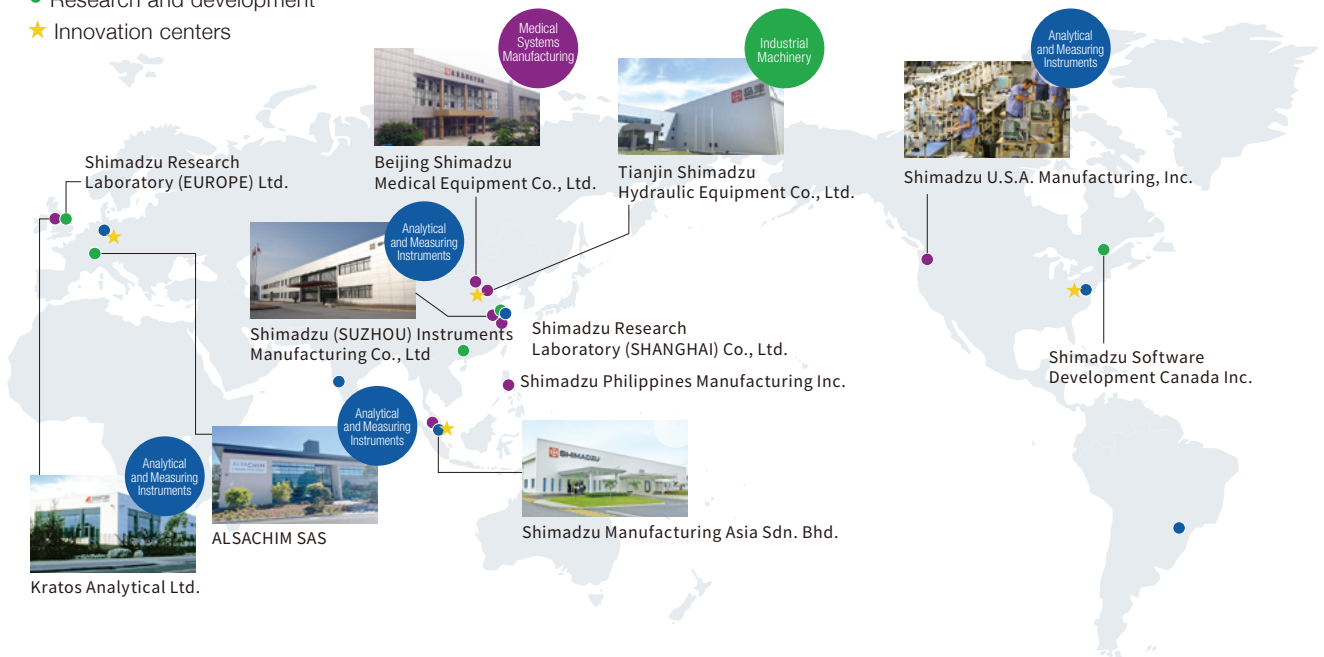 Research and development
Innovation centers
Medical
Systems
Manufacturing
Industrial
Machinery
Analytical
and Measuring
Instruments
Beijing Shimadzu
Medical Equipment Co., Ltd.
Tianjin Shimadzu
Hydraulic Equipment Co., Ltd.
Shimadzu U.S.A. Manufacturing, Inc.
Shimadzu Research
Laboratory (EUROPE) Ltd.
Analytical
and Measuring
Instruments
Shimadzu (SUZHOU) Instruments
Manufacturing Co., Ltd
Shimadzu Research
Laboratory (SHANGHAI) Co., Ltd.
Shimadzu Philippines Manufacturing Inc.
Shimadzu Software
Development Canada Inc.
Analytical
and Measuring
Instruments
Analytical
and Measuring
Instruments
ALSACHIM
SHIMADZU
ALSACHIM SAS
Shimadzu Manufacturing Asia Sdn. Bhd.
Kratos Analytical Ltd.